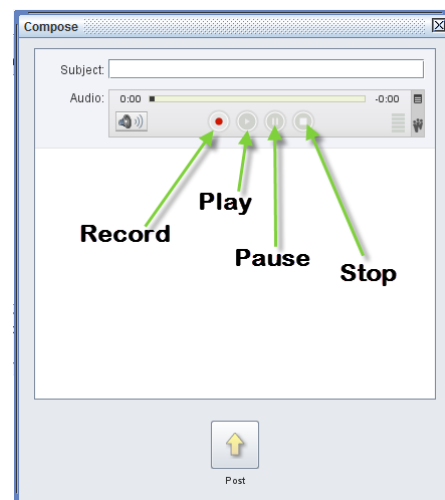 Compose
Subject:
Audio: 0:00 -0:00
Play
Record
Pause
Stop
Post